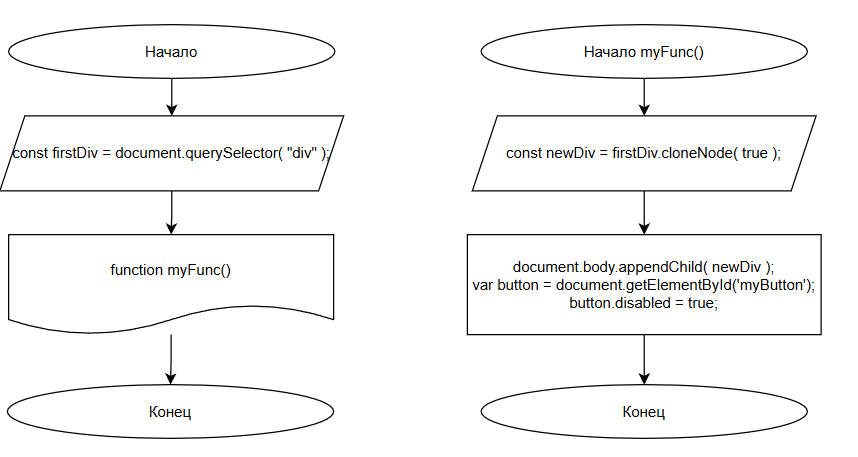 Начало
const firstDiv = document.querySelector( "div" );
function myFunc()
Конец
Начало myFunc()
const newDiv = firstDiv.cloneNode( true );
document.body.appendChild( newDiv );
var button = document.getElementById('myButton');
button.disabled = true;
Конец